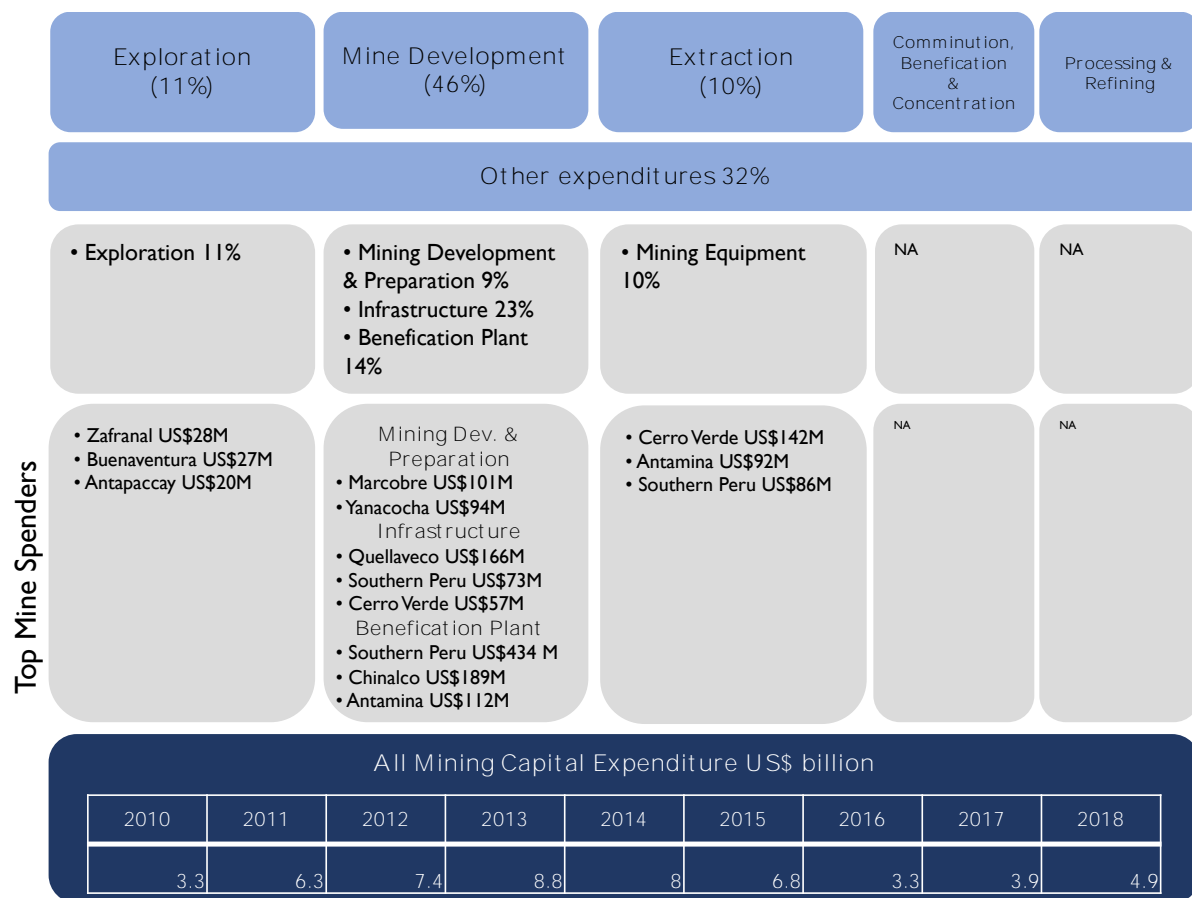 Exploration
(11%)
Mine Development
(46%)
Extraction
(10%)
Comminution,
Benefication
&
Concentration
Processing &
Refining
Other expenditures 32%
• Exploration 11%
• Mining Development
& Preparation 9%
• Infrastructure 23%
• Benefication Plant
14%
• Mining Equipment
10%
NA
NA
Top Mine Spenders
• Zafranal US$28M
• Buenaventura US$27M
• Antapaccay US$20M
Mining Dev. &
Preparation
• Marcobre US$101M
• Yanacocha US$94M
Infrastructure
• Quellaveco US$166M
• Southern Peru US$73M
• Cerro Verde US$57M
Benefication Plant
• Southern Peru US$434 M
• Chinalco US$189M
• Antamina US$112M
• Cerro Verde US$142M
• Antamina US$92M
• Southern Peru US$86M
NA
NA
All Mining Capital Expenditure US$ billion
2010 2011 2012 2013 2014 2015 2016 2017 2018
3.3 6.3 7.4 8.8 8 6.8 3.3 3.9 4.9